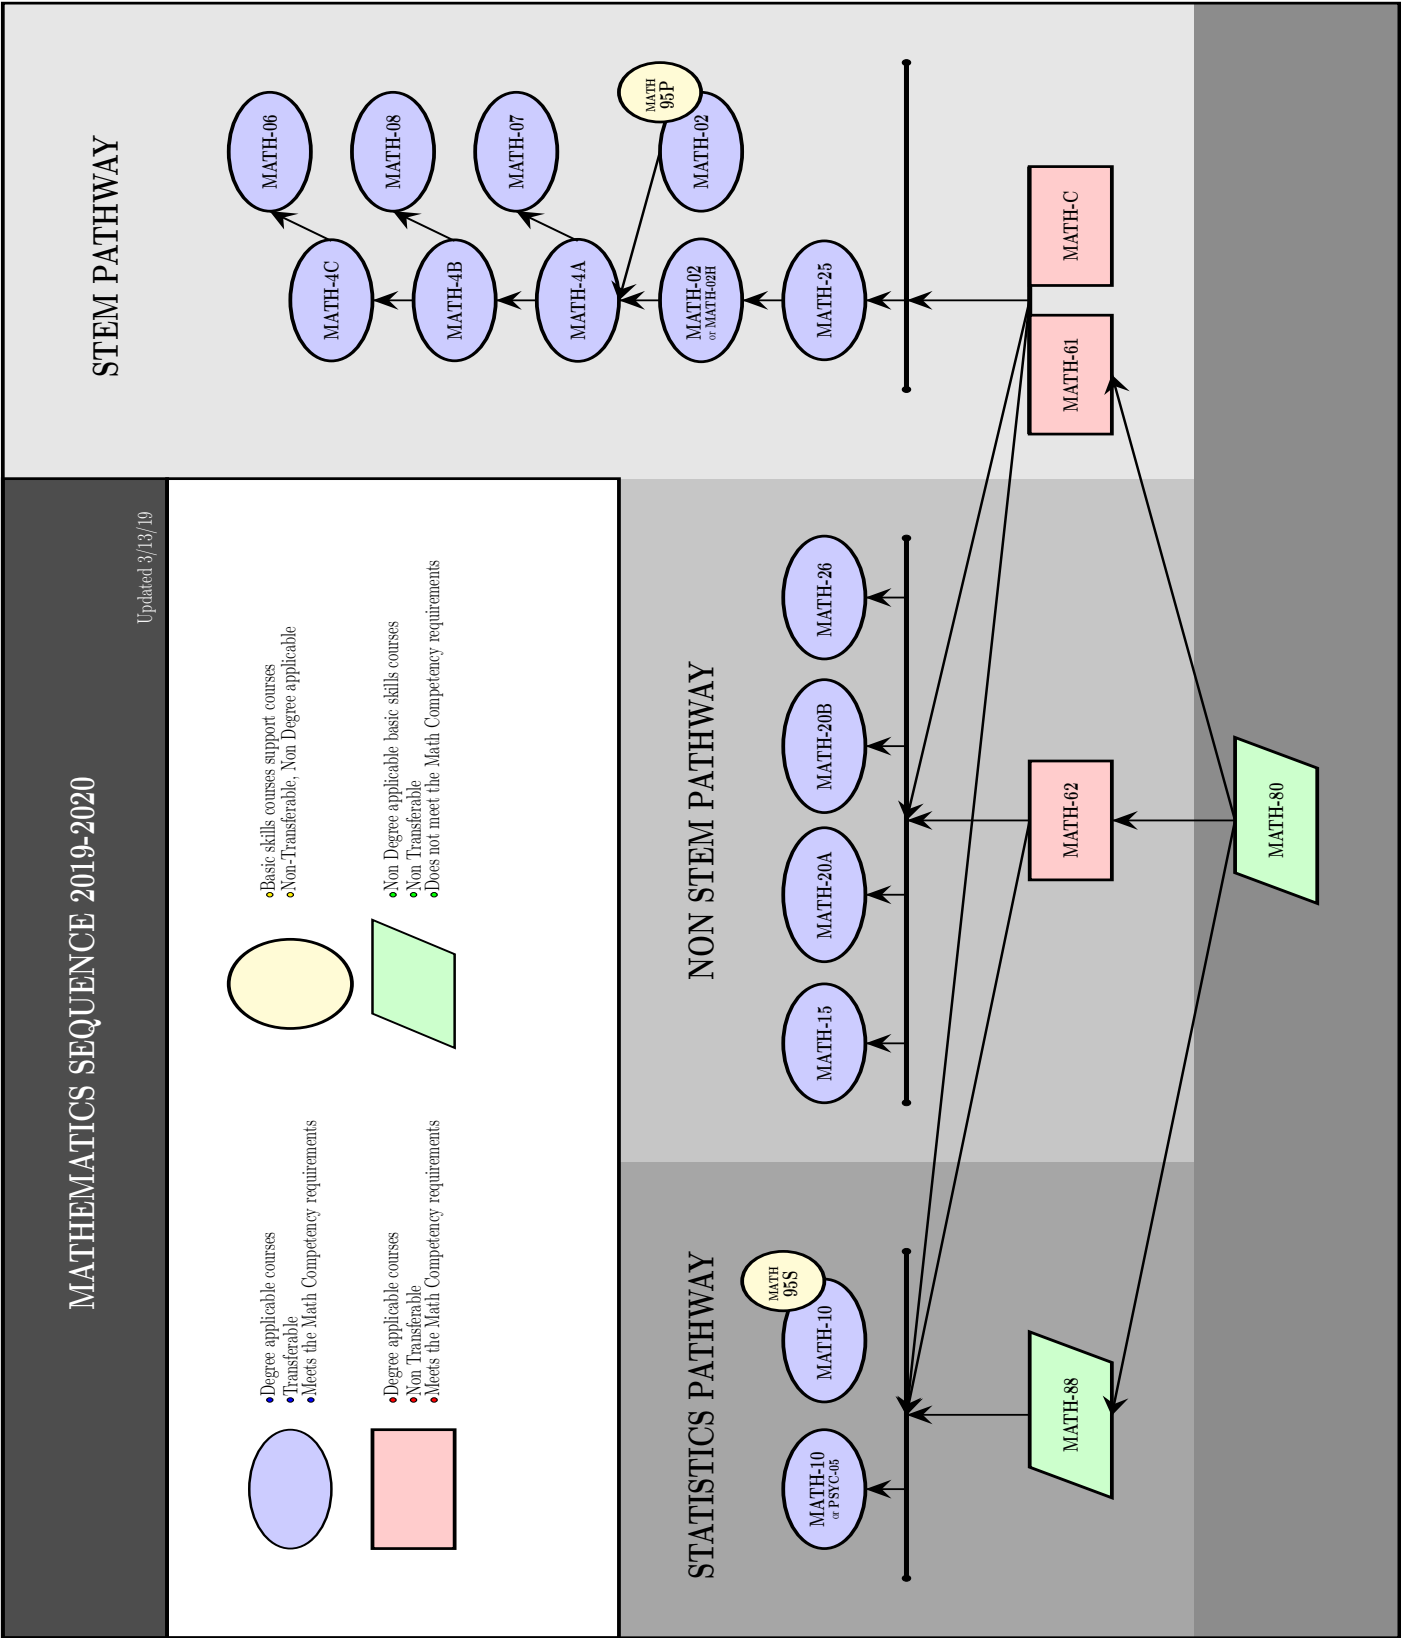 MATHEMATICS SEQUENCE 2019-2020
Updated 3/13/19
Degree applicable courses
Transferable
Meets the Math Competency requirements
Degree applicable courses
Non Transferable
Meets the Math Competency requirements
Basic skills courses support courses
Non-Transferable, Non Degree applicable
Non Degree applicable basic skills courses
Non Transferable
Does not meet the Math Competency requirements
STATISTICS PATHWAY
MATH-10
or PSYC-05
MATH-10
MATH
95S
MATH-88
NON STEM PATHWAY
MATH-15
MATH-20A
MATH-20B
MATH-26
MATH-62
MATH-80
STEM PATHWAY
MATH-4C
MATH-06
MATH-4B
MATH-08
MATH-4A
MATH-07
MATH-02
or MATH-02H
MATH-02
MATH
95P
MATH-25
MATH-61
MATH-C